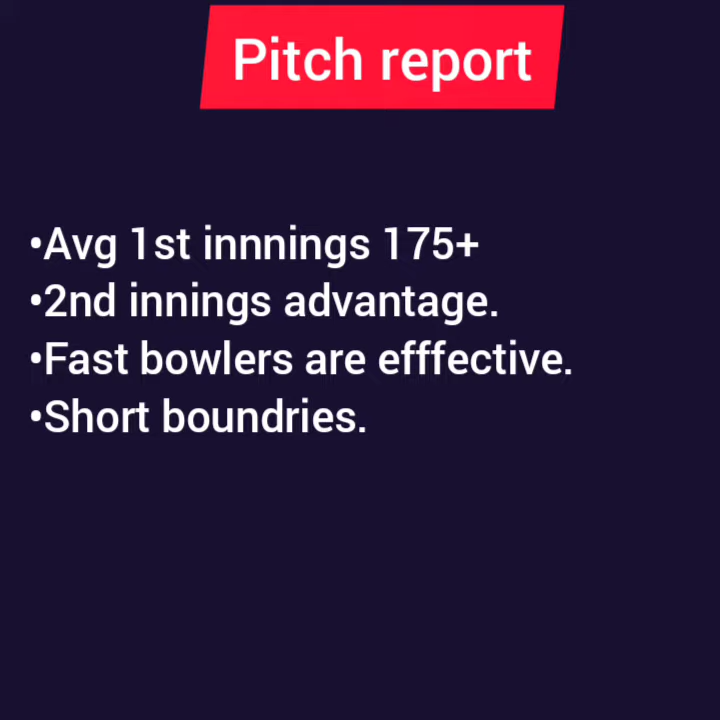 Pitch report
•Avg 1st innnings 175+
•2nd innings advantage.
•Fast bowlers are efffective.
•Short boundries.